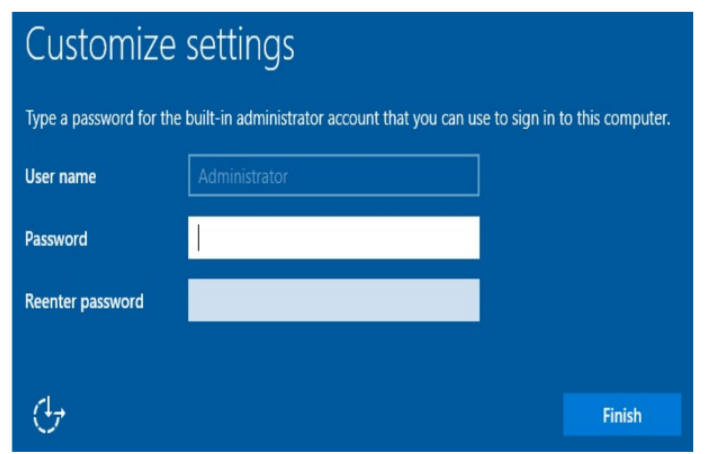 Customize settings
Type a password for the built-in administrator account that you can use to sign in to this computer.
User name
Administrator
Password
Reenter password
Finish